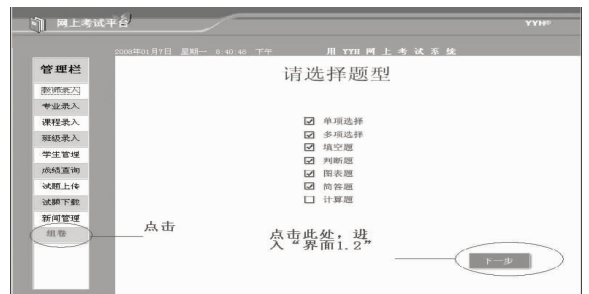 网上考试平台
YYH®
2008年01月7日 星期一 6:40:46 下午 用 YYH 网上考试系统
管理栏
请选择题型
教师录入
专业录入
课程录入
班级录入
学生管理
成绩查询
试题上传
试题下载
新闻管理
组卷
单项选择
多项选择
填空题
判断题
图表题
简答题
计算题
点击
点击此处，进
入“界面1.2”
下一步